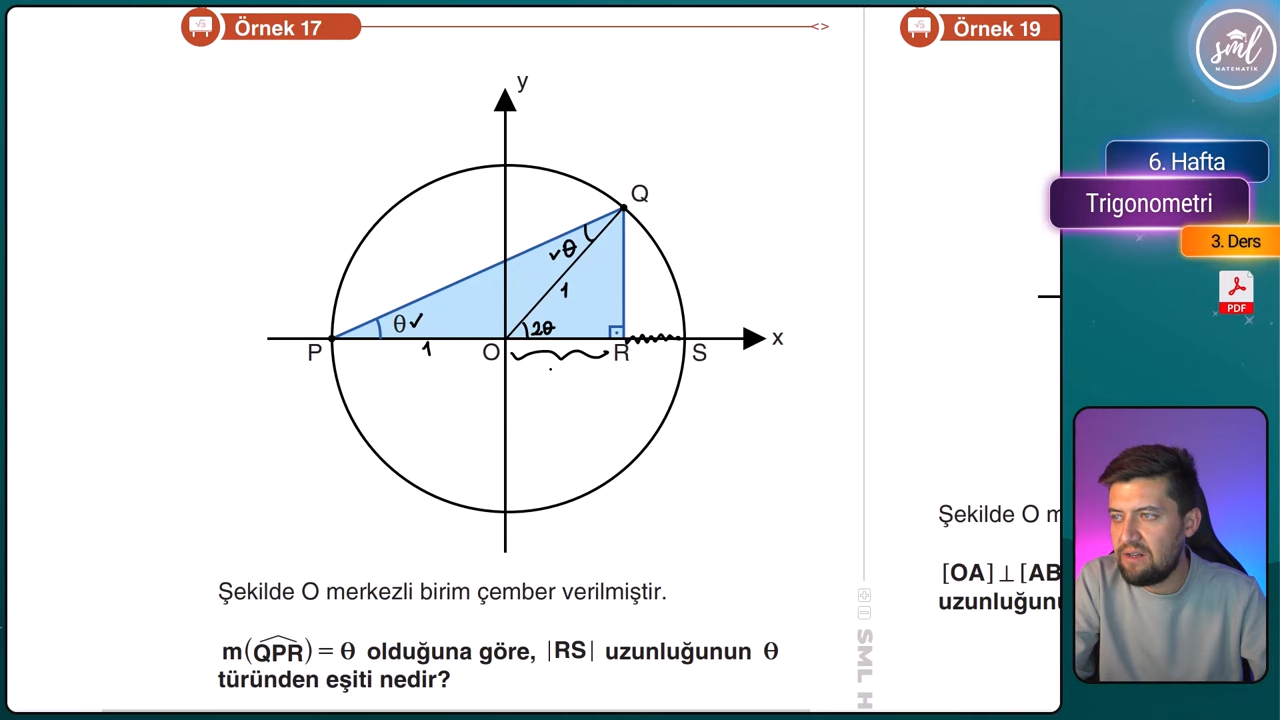 Örnek 17
<>
Örnek 19
sml
MATEMATİK
6. Hafta
Trigonometri
3. Ders
PDF
y
Q
✓θ
1
θ✓
2θ
x
P
1
O
R
S
Şekilde O merkezli birim çember verilmiştir.
m(QPR) = θ olduğuna göre, |RS| uzunluğunun θ
türünden eşiti nedir?
SML H
Şekilde O m
[OA] ⊥ [AB
uzunluğunu